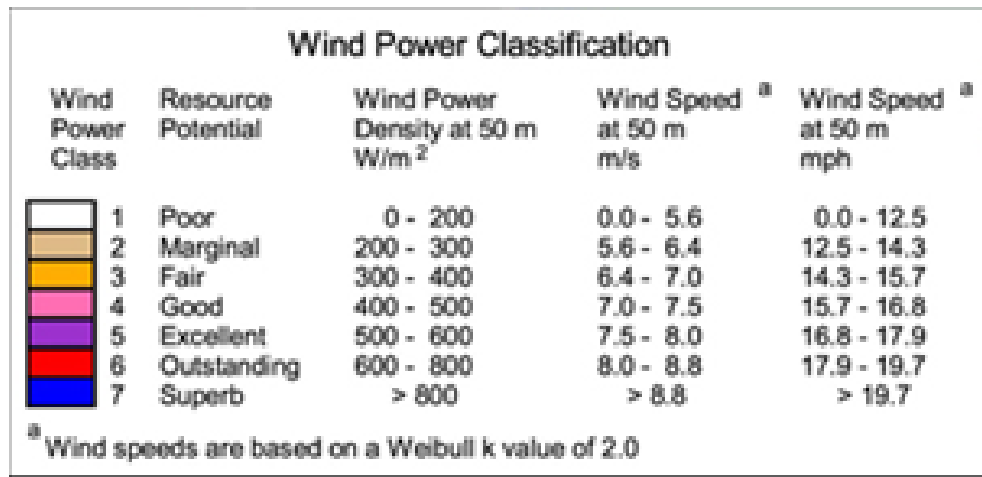 Wind Power Classification
Wind Power Class Resource Potential Wind Power Density at 50 m W/m 2 Wind Speed a at 50 m m/s Wind Speed a at 50 m mph
1 Poor 0 - 200 0.0 - 5.6 0.0 - 12.5
2 Marginal 200 - 300 5.6 - 6.4 12.5 - 14.3
3 Fair 300 - 400 6.4 - 7.0 14.3 - 15.7
4 Good 400 - 500 7.0 - 7.5 15.7 - 16.8
5 Excellent 500 - 600 7.5 - 8.0 16.8 - 17.9
6 Outstanding 600 - 800 8.0 - 8.8 17.9 - 19.7
7 Superb > 800 > 8.8 > 19.7
a Wind speeds are based on a Weibull k value of 2.0